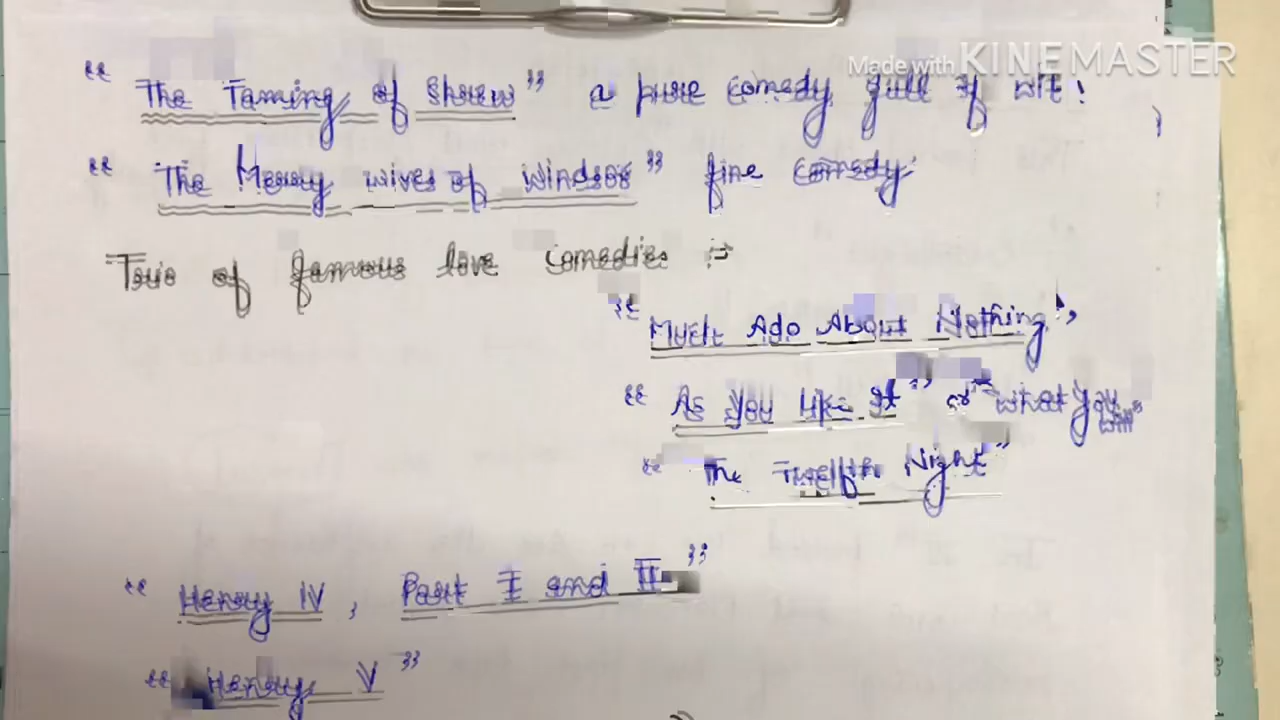 Made with KINEMASTER
"The Taming of Shrew" a pure comedy full of wit!
"The Merry wives of windsor" fine comedy.
Trio of famous love comedies :-
"Much Ado About Nothing"
"As You Like It" or "what you will"
"The Twelfth Night"
"Henry IV, Part I and II"
"Henry V"